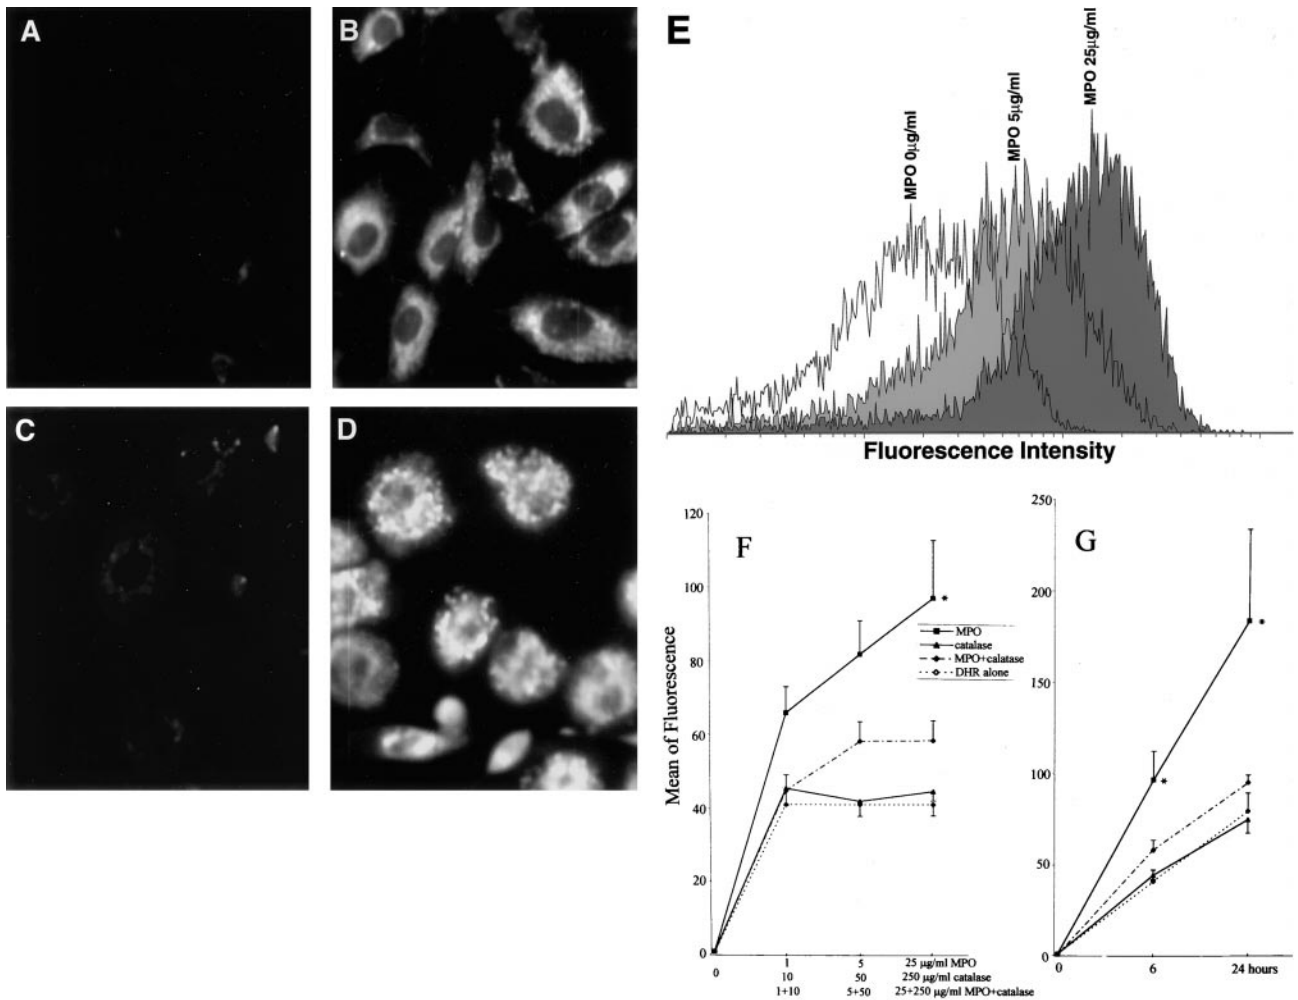 A
B
C
D
E
MPO 0µg/ml
MPO 5µg/ml
MPO 25µg/ml
Fluorescence Intensity
F
Mean of Fluorescence
120
100
80
60
40
20
0
MPO
catalase
MPO+calatase
DHR alone
*
0 1 5 25 µg/ml MPO
10 50 250 µg/ml catalase
1+10 5+50 25+250 µg/ml MPO+catalase
G
250
200
150
100
50
0
*
*
0 6 24 hours